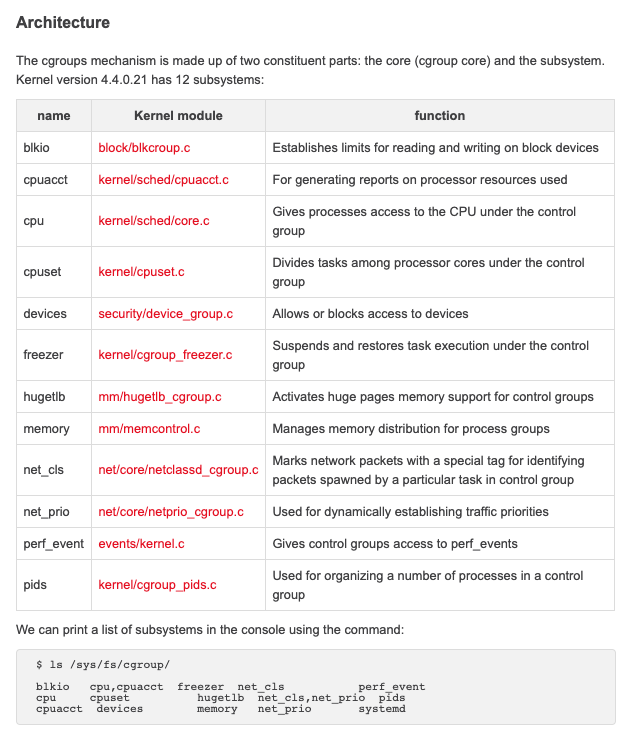 Architecture
The cgroups mechanism is made up of two constituent parts: the core (cgroup core) and the subsystem.
Kernel version 4.4.0.21 has 12 subsystems:
name Kernel module function
blkio block/blkcroup.c Establishes limits for reading and writing on block devices
cpuacct kernel/sched/cpuacct.c For generating reports on processor resources used
cpu kernel/sched/core.c Gives processes access to the CPU under the control
group
cpuset kernel/cpuset.c Divides tasks among processor cores under the control
group
devices security/device_group.c Allows or blocks access to devices
freezer kernel/cgroup_freezer.c Suspends and restores task execution under the control
group
hugetlb mm/hugetlb_cgroup.c Activates huge pages memory support for control groups
memory mm/memcontrol.c Manages memory distribution for process groups
net_cls net/core/netclassd_cgroup.c Marks network packets with a special tag for identifying
packets spawned by a particular task in control group
net_prio net/core/netprio_cgroup.c Used for dynamically establishing traffic priorities
perf_event events/kernel.c Gives control groups access to perf_events
pids kernel/cgroup_pids.c Used for organizing a number of processes in a control
group
We can print a list of subsystems in the console using the command:
$ ls /sys/fs/cgroup/
blkio cpu,cpuacct freezer net_cls perf_event
cpu cpuset hugetlb net_cls,net_prio pids
cpuacct devices memory net_prio systemd